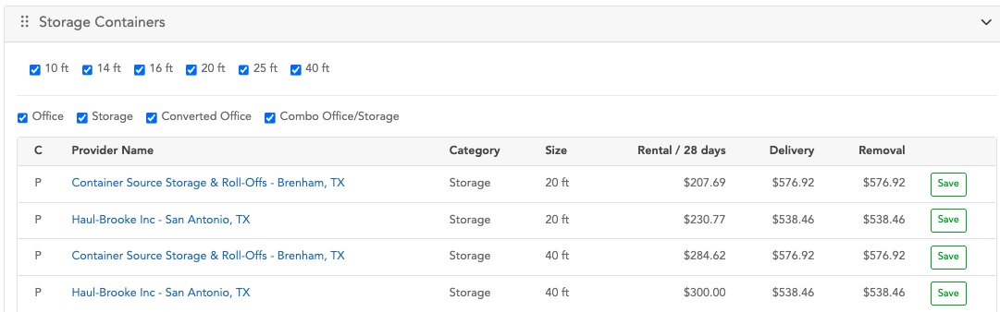 Storage Containers
10 ft 14 ft 16 ft 20 ft 25 ft 40 ft
Office Storage Converted Office Combo Office/Storage
C Provider Name Category Size Rental / 28 days Delivery Removal
P Container Source Storage & Roll-Offs - Brenham, TX Storage 20 ft $207.69 $576.92 $576.92 Save
P Haul-Brooke Inc - San Antonio, TX Storage 20 ft $230.77 $538.46 $538.46 Save
P Container Source Storage & Roll-Offs - Brenham, TX Storage 40 ft $284.62 $576.92 $576.92 Save
P Haul-Brooke Inc - San Antonio, TX Storage 40 ft $300.00 $538.46 $538.46 Save